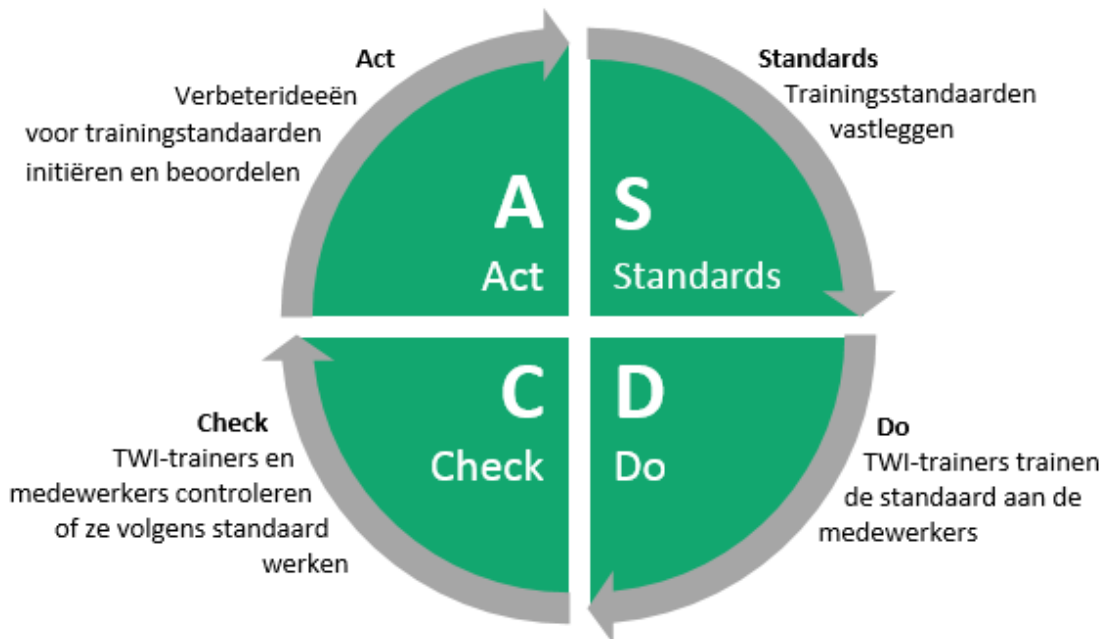 Act
Verbeterideeën
voor trainingstandaarden
initiëren en beoordelen
Standards
Trainingsstandaarden
vastleggen
A
Act
S
Standards
C
Check
D
Do
Check
TWI-trainers en
medewerkers controleren
of ze volgens standaard
werken
Do
TWI-trainers trainen
de standaard aan de
medewerkers